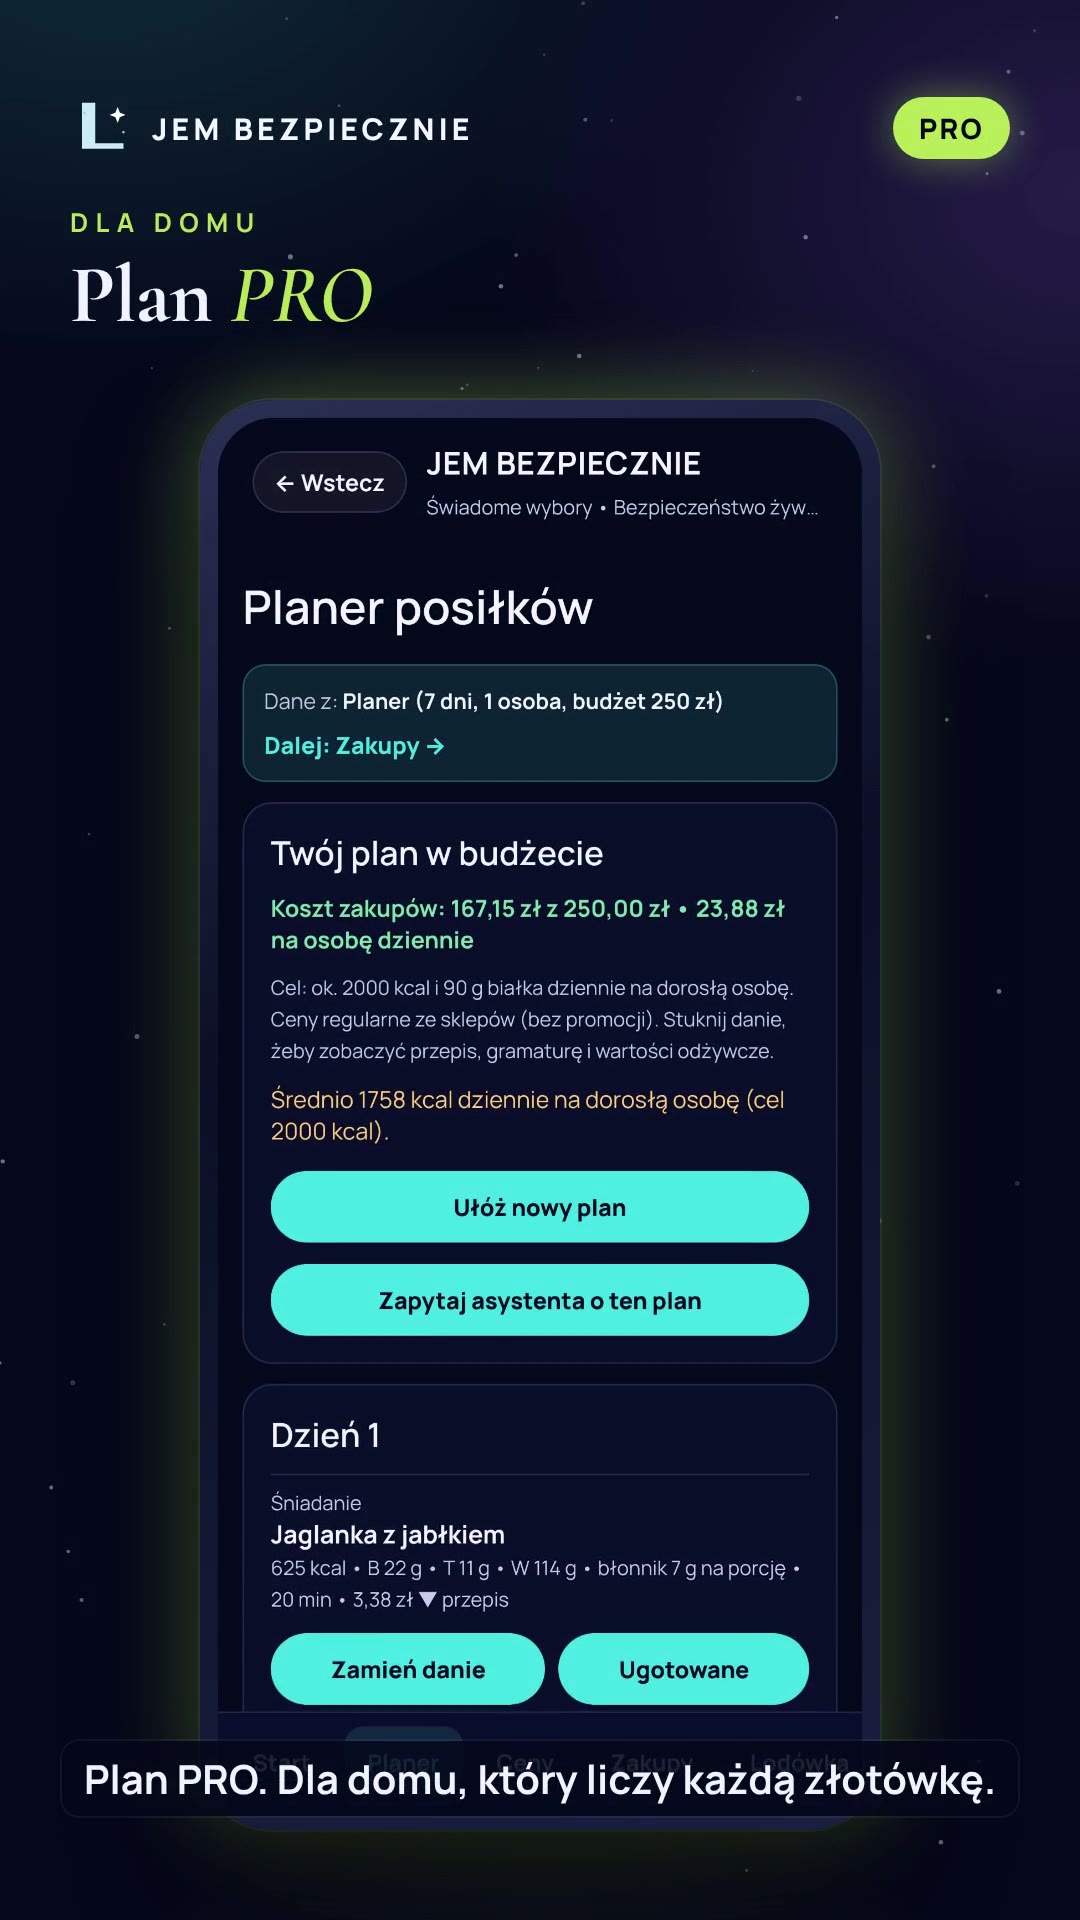 JEM BEZPIECZNIE
PRO
DLA DOMU
Plan PRO
← Wstecz
JEM BEZPIECZNIE
Świadome wybory • Bezpieczeństwo żyw...
Planer posiłków
Dane z: Planer (7 dni, 1 osoba, budżet 250 zł)
Dalej: Zakupy →
Twój plan w budżecie
Koszt zakupów: 167,15 zł z 250,00 zł • 23,88 zł
na osobę dziennie
Cel: ok. 2000 kcal i 90 g białka dziennie na dorosłą osobę.
Ceny regularne ze sklepów (bez promocji). Stuknij danie,
żeby zobaczyć przepis, gramaturę i wartości odżywcze.
Średnio 1758 kcal dziennie na dorosłą osobę (cel
2000 kcal).
Ułóż nowy plan
Zapytaj asystenta o ten plan
Dzień 1
Śniadanie
Jaglanka z jabłkiem
625 kcal • B 22 g • T 11 g • W 114 g • błonnik 7 g na porcję •
20 min • 3,38 zł ▼ przepis
Zamień danie
Ugotowane
Start Planer Ceny Zakupy Lodówka
Plan PRO. Dla domu, który liczy każdą złotówkę.